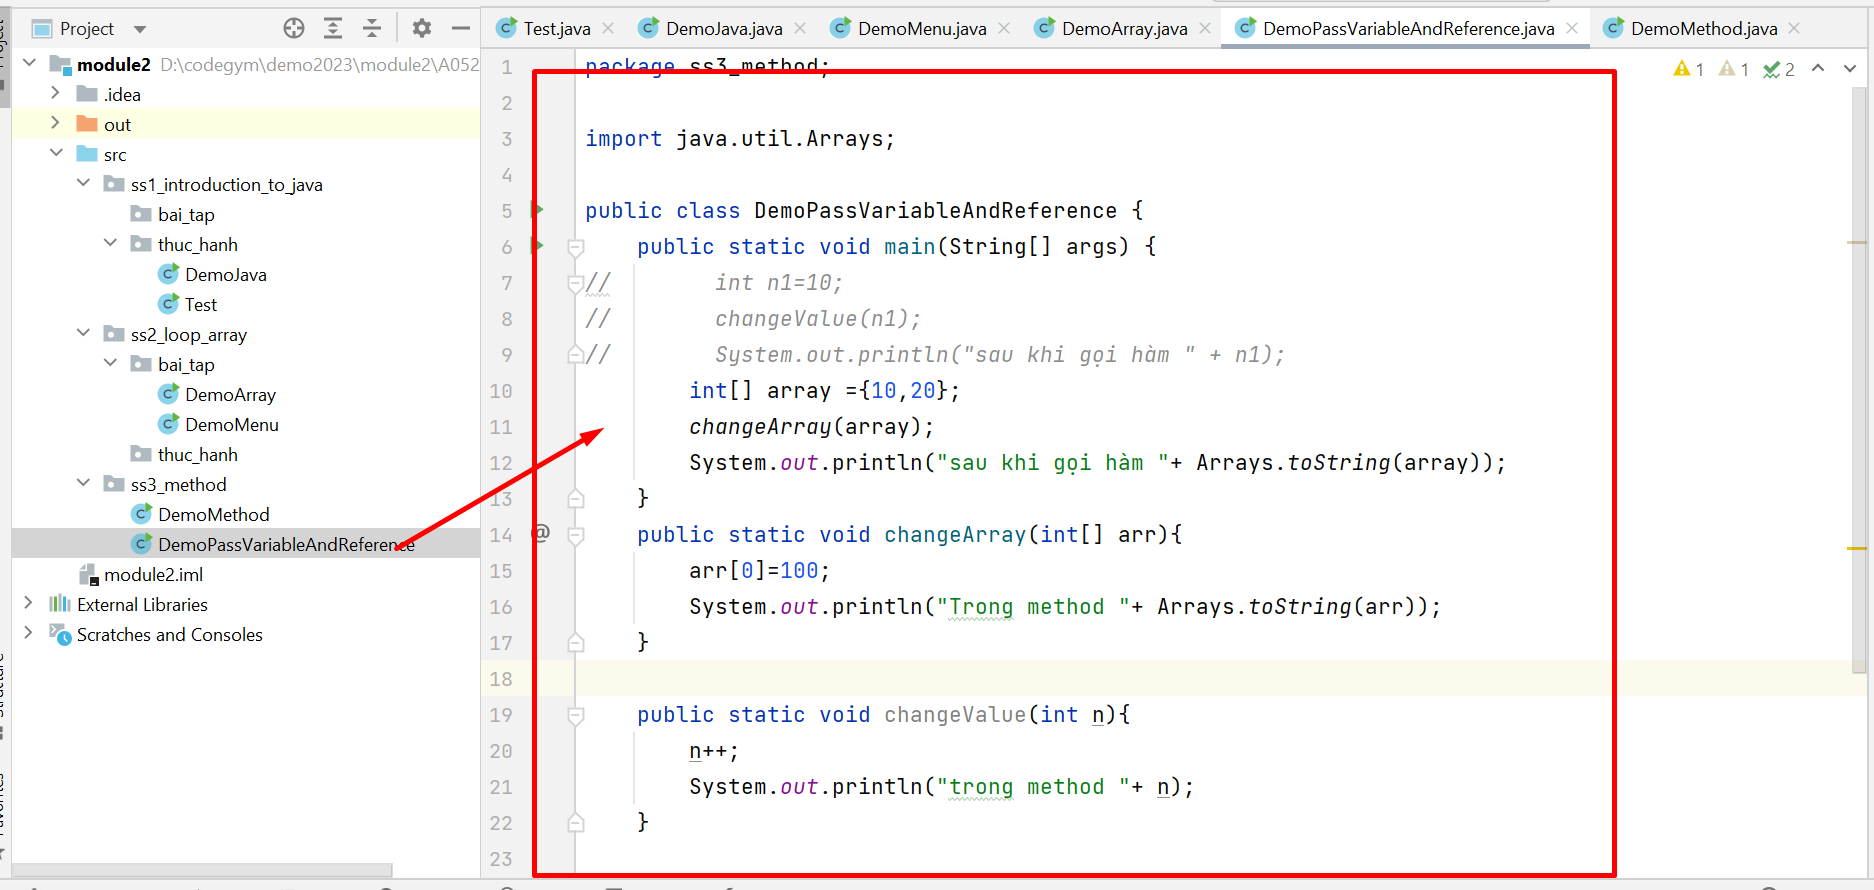 Project
module2 D:\codegym\demo2023\module2\A052
.idea
out
src
ss1_introduction_to_java
bai_tap
thuc_hanh
DemoJava
Test
ss2_loop_array
bai_tap
DemoArray
DemoMenu
thuc_hanh
ss3_method
DemoMethod
DemoPassVariableAndReference
module2.iml
External Libraries
Scratches and Consoles
Test.java DemoJava.java DemoMenu.java DemoArray.java DemoPassVariableAndReference.java DemoMethod.java
1 1 2
1 package ss3_method;
2
3 import java.util.Arrays;
4
5 public class DemoPassVariableAndReference {
6 public static void main(String[] args) {
7 // int n1=10;
8 // changeValue(n1);
9 // System.out.println("sau khi gọi hàm " + n1);
10 int[] array ={10,20};
11 changeArray(array);
12 System.out.println("sau khi gọi hàm "+ Arrays.toString(array));
13 }
14 @ public static void changeArray(int[] arr){
15 arr[0]=100;
16 System.out.println("Trong method "+ Arrays.toString(arr));
17 }
18
19 public static void changeValue(int n){
20 n++;
21 System.out.println("trong method "+ n);
22 }
23